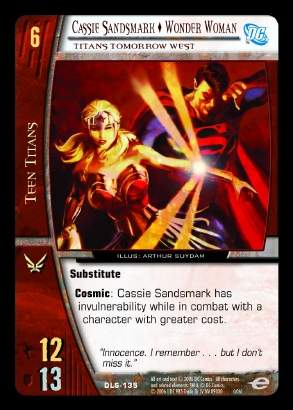 6
CASSIE SANDSMARK ♦ WONDER WOMAN
TITANS TOMORROW WEST
DC
TEEN TITANS
ILLUS: ARTHUR SUYDAM
Substitute
Cosmic: Cassie Sandsmark has
invulnerability while in combat with a
character with greater cost.
12
13
"Innocence. I remember . . . but I don't
miss it."
DLS-135